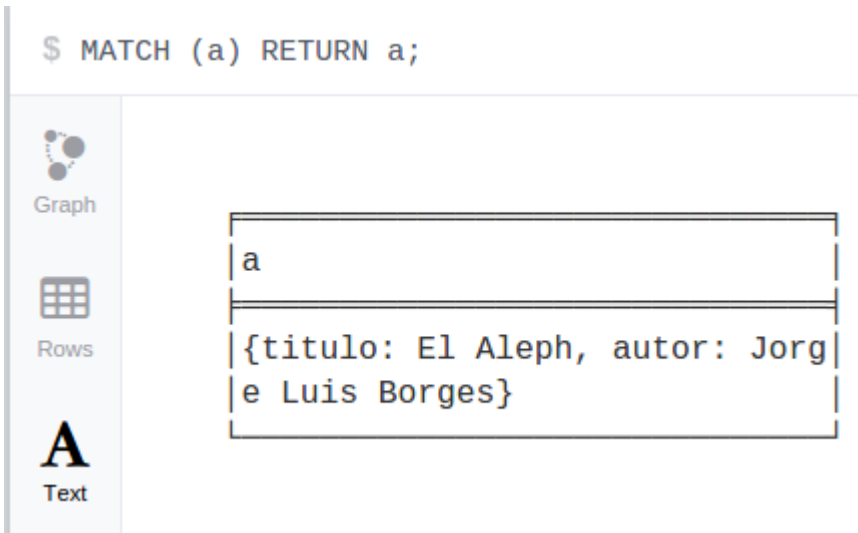 $ MATCH (a) RETURN a;
Graph
Rows
Text
a
{titulo: El Aleph, autor: Jorg
e Luis Borges}